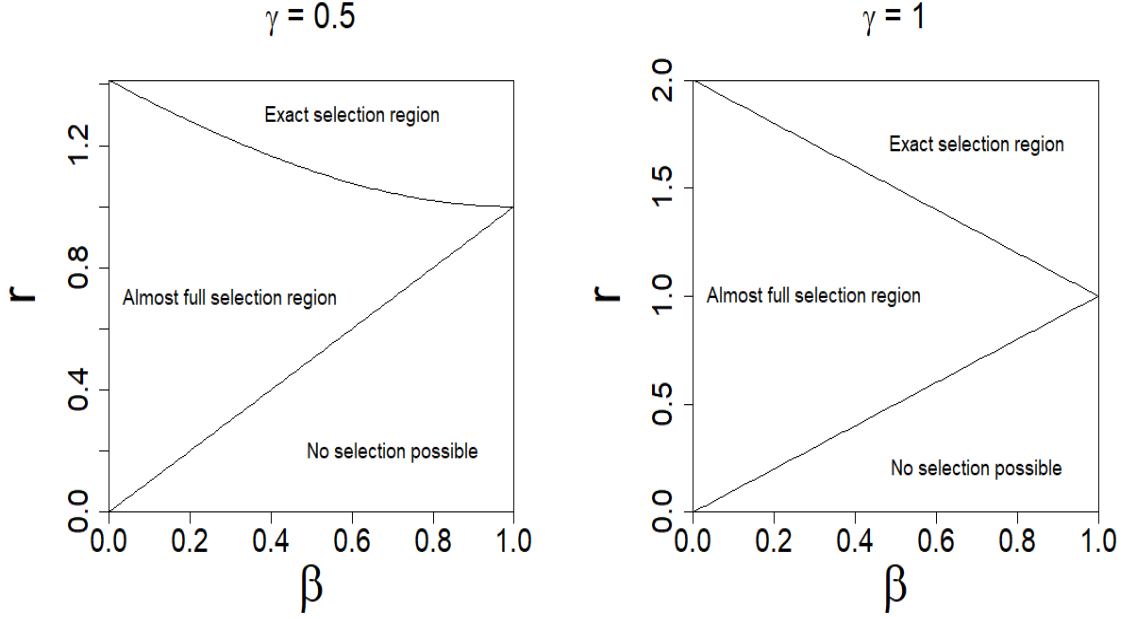 γ = 0.5
Exact selection region
Almost full selection region
No selection possible
r
0.0
0.4
0.8
1.2
0.0 0.2 0.4 0.6 0.8 1.0
β
γ = 1
Exact selection region
Almost full selection region
No selection possible
r
0.0
0.5
1.0
1.5
2.0
0.0 0.2 0.4 0.6 0.8 1.0
β